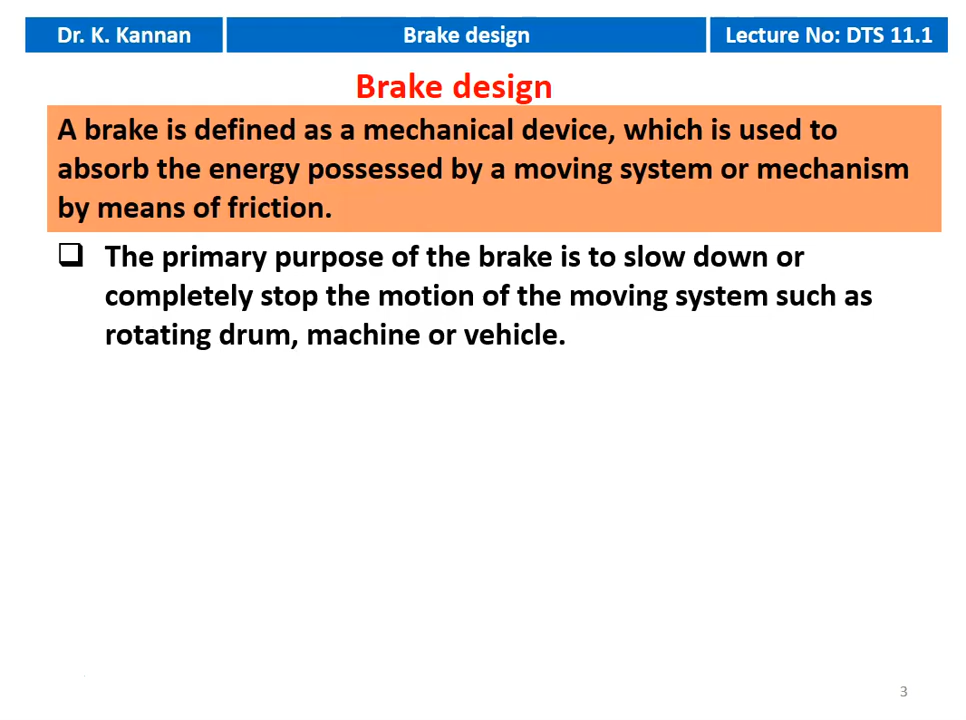 Dr. K. Kannan
Brake design
Lecture No: DTS 11.1
Brake design
A brake is defined as a mechanical device, which is used to
absorb the energy possessed by a moving system or mechanism
by means of friction.
The primary purpose of the brake is to slow down or
completely stop the motion of the moving system such as
rotating drum, machine or vehicle.
3